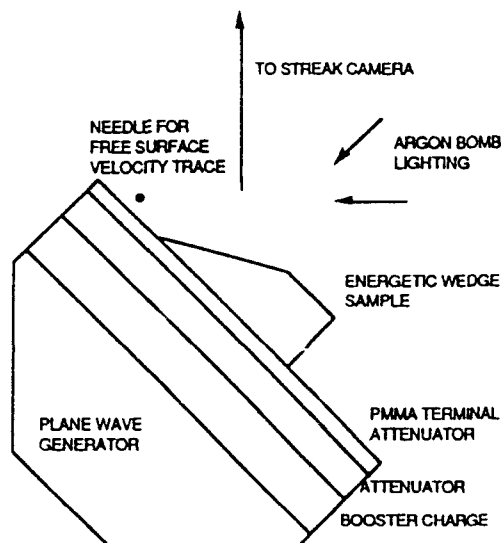 TO STREAK CAMERA
NEEDLE FOR
FREE SURFACE
VELOCITY TRACE
ARGON BOMB
LIGHTING
ENERGETIC WEDGE
SAMPLE
PLANE WAVE
GENERATOR
PMMA TERMINAL
ATTENUATOR
ATTENUATOR
BOOSTER CHARGE